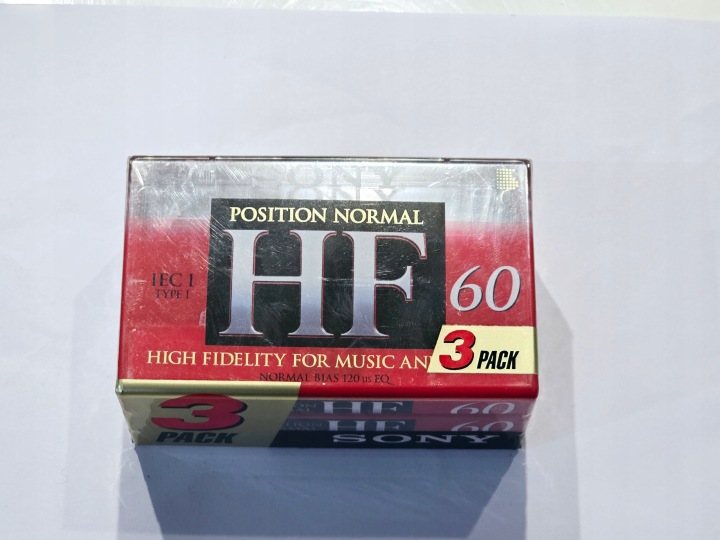 SONY
POSITION NORMAL
HF
IEC I
TYPE I
60
HIGH FIDELITY FOR MUSIC AN
3 PACK
NORMAL BIAS 120 µs EQ
3
PACK
HF 60
HF 60
SONY